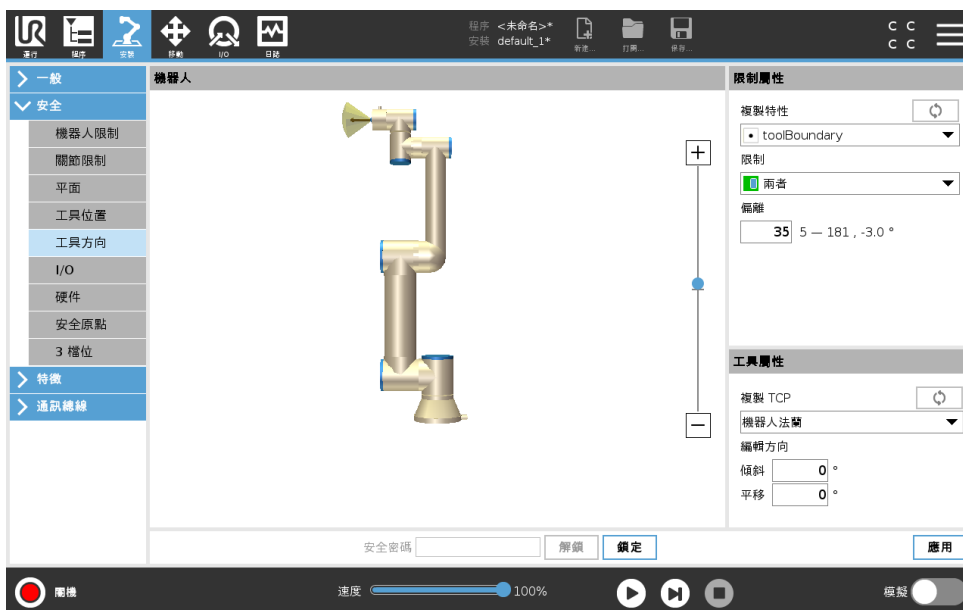 UR
運行
程序
安裝
移動
I/O
日誌
程序 <未命名>*
安裝 default_1*
新建...
打開...
保存...
C C
C C
一般
安全
機器人限制
關節限制
平面
工具位置
工具方向
I/O
硬件
安全原點
3 檔位
特徵
通訊總線
機器人
+
−
限制屬性
複製特性
toolBoundary
限制
兩者
偏離
35 5 — 181 , -3.0 °
工具屬性
複製 TCP
機器人法蘭
編輯方向
傾斜 0 °
平移 0 °
安全密碼 解鎖 鎖定 應用
關機 速度 100% 模擬